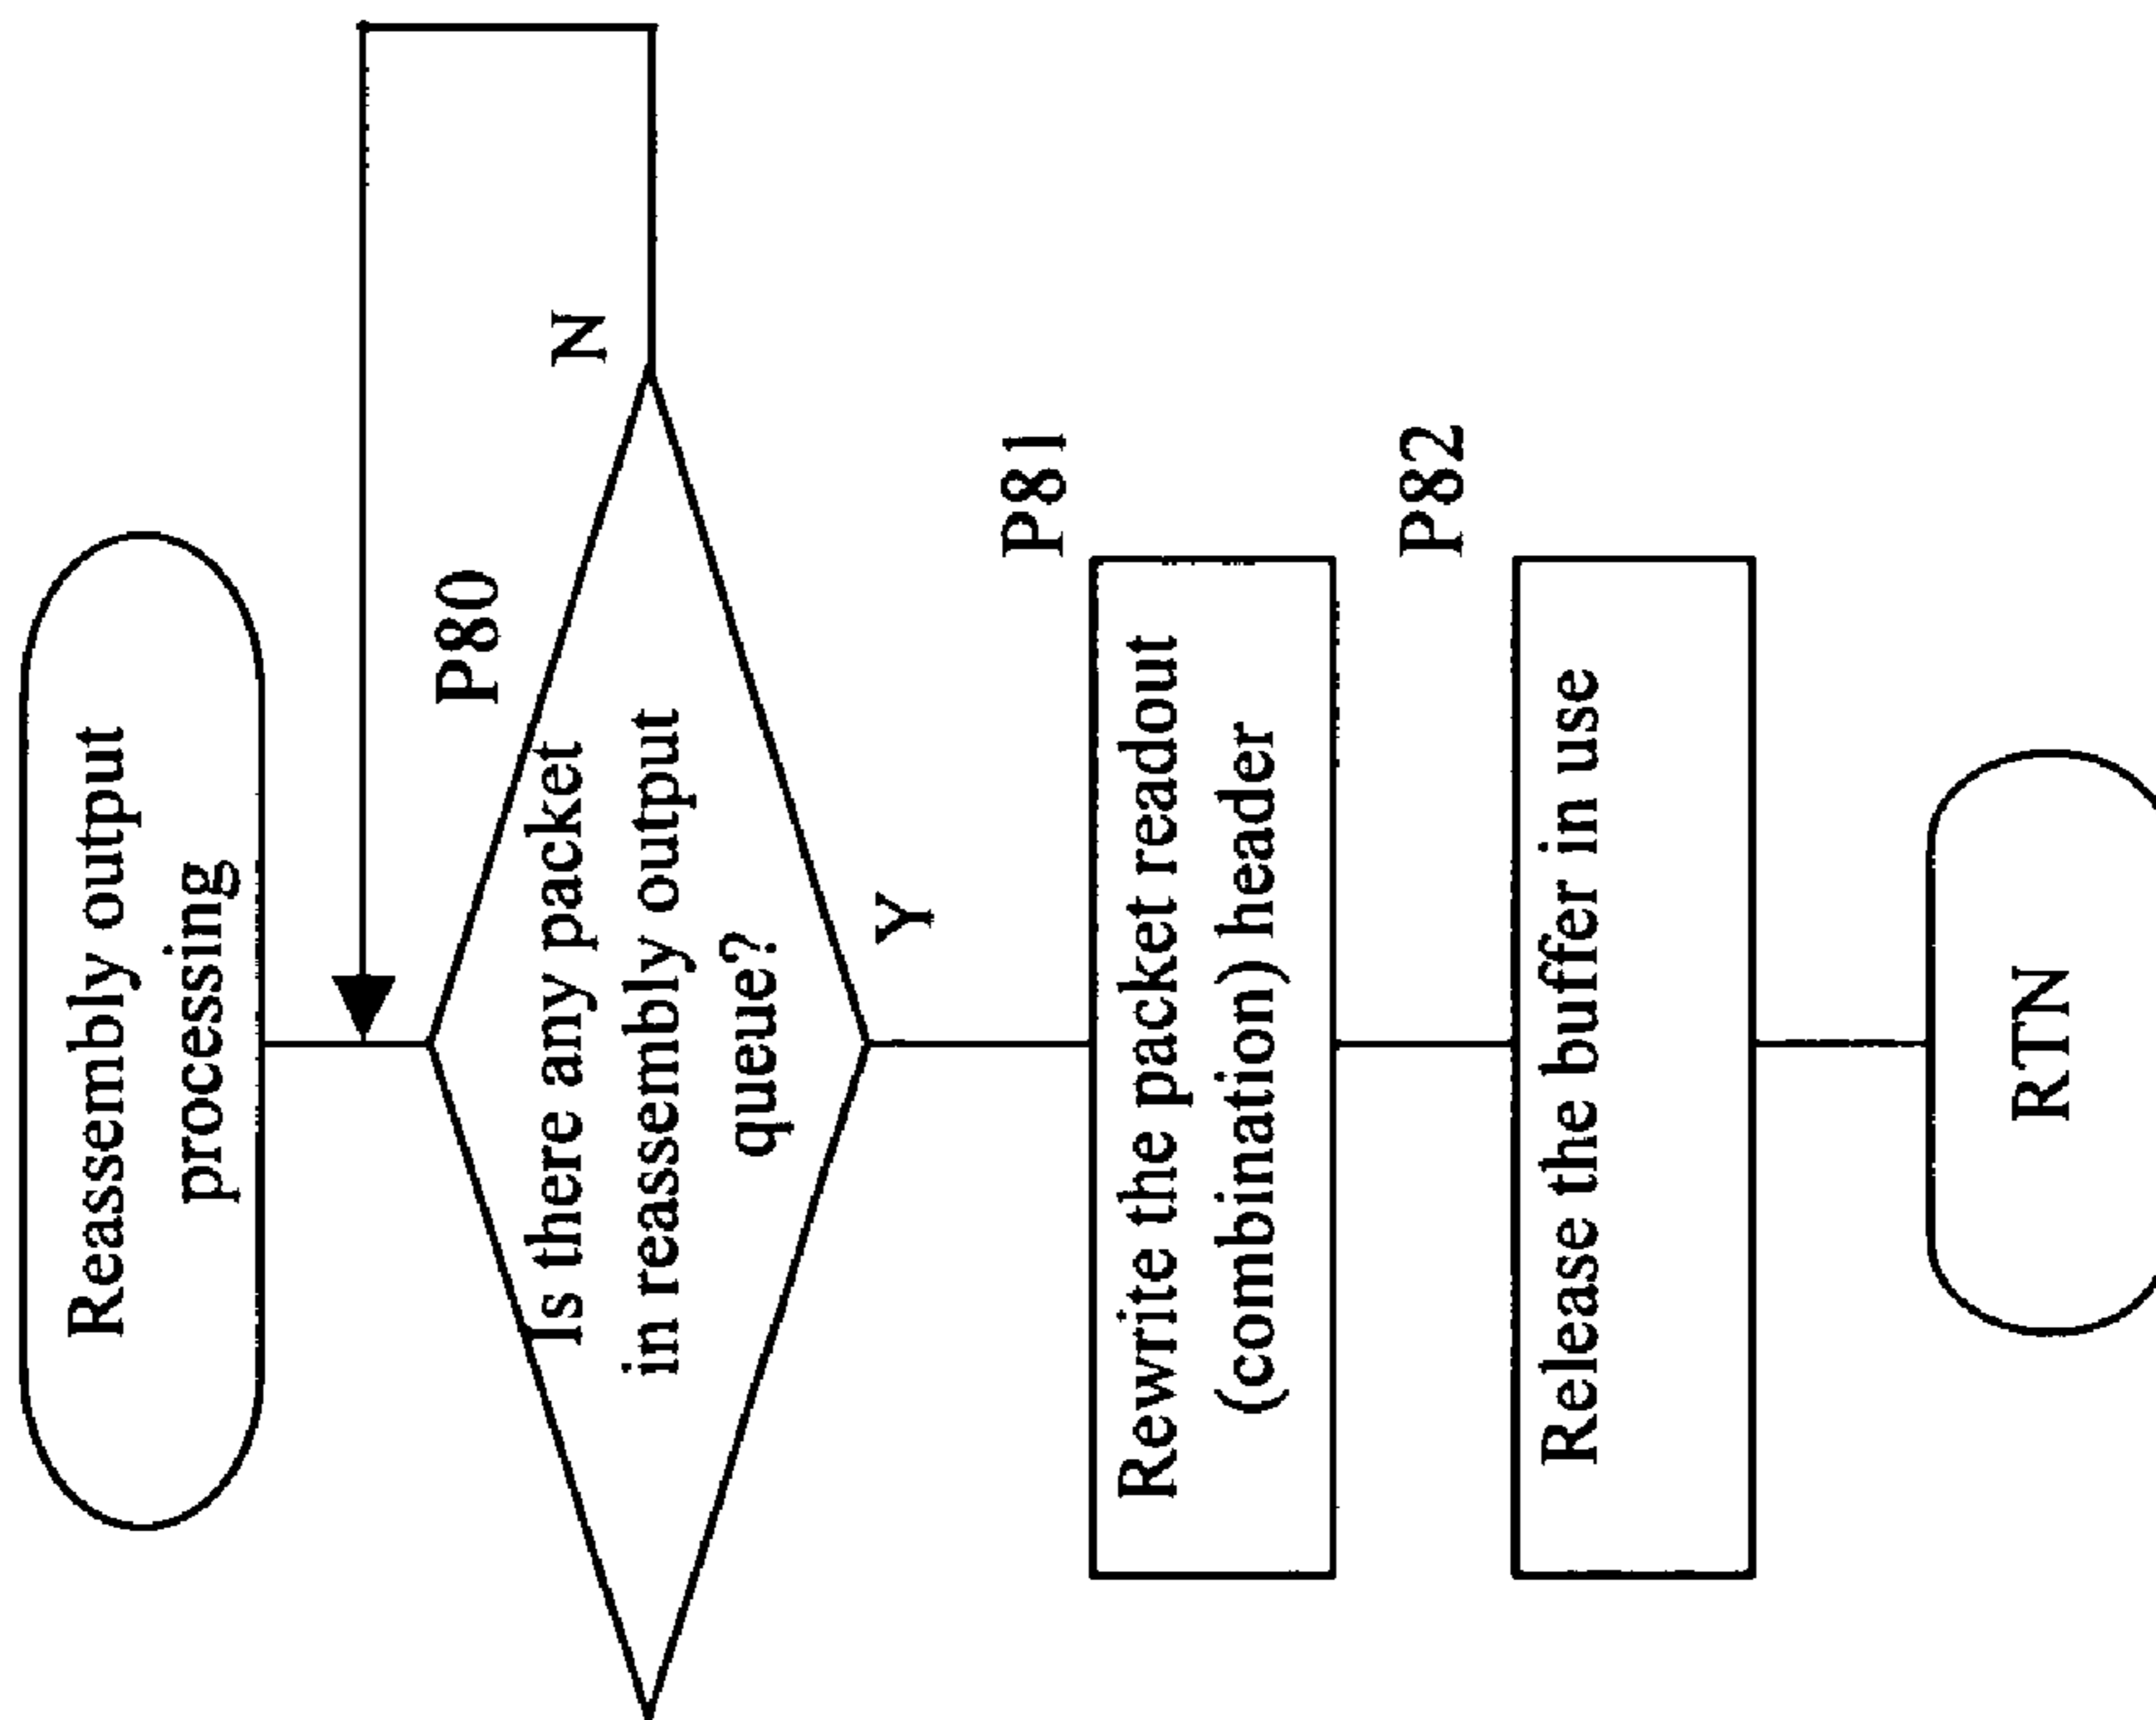 Reassembly output
processing
P80
Is there any packet
in reassembly output
queue?
N
Y
P81
Rewrite the packet readout
(combination) header
P82
Release the buffer in use
RTN